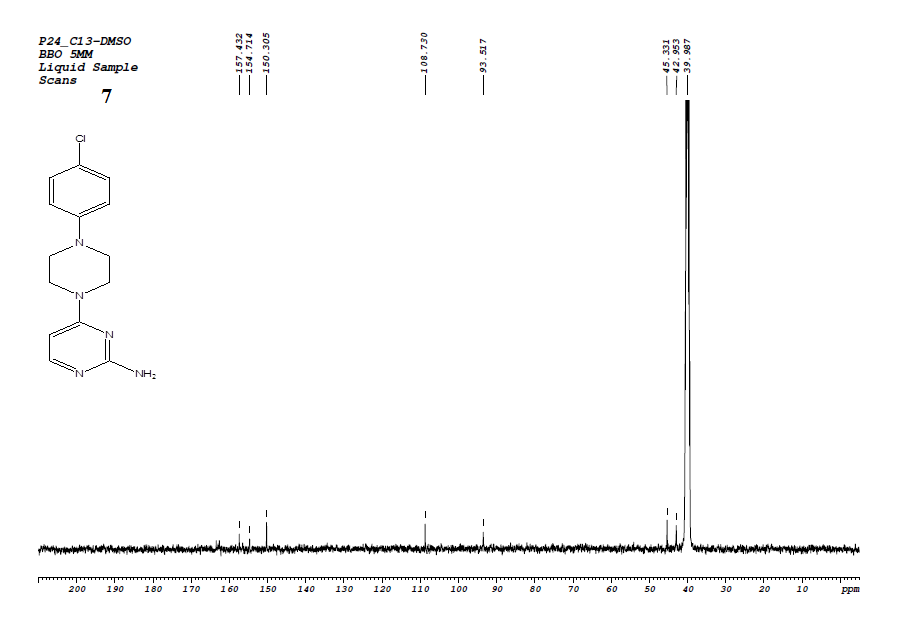 P24_C13-DMSO
BBO 5MM
Liquid Sample
Scans
7
157.432
154.714
150.305
108.730
93.517
45.331
42.953
39.987
Cl
N
N
N
N
NH2
200 190 180 170 160 150 140 130 120 110 100 90 80 70 60 50 40 30 20 10 ppm